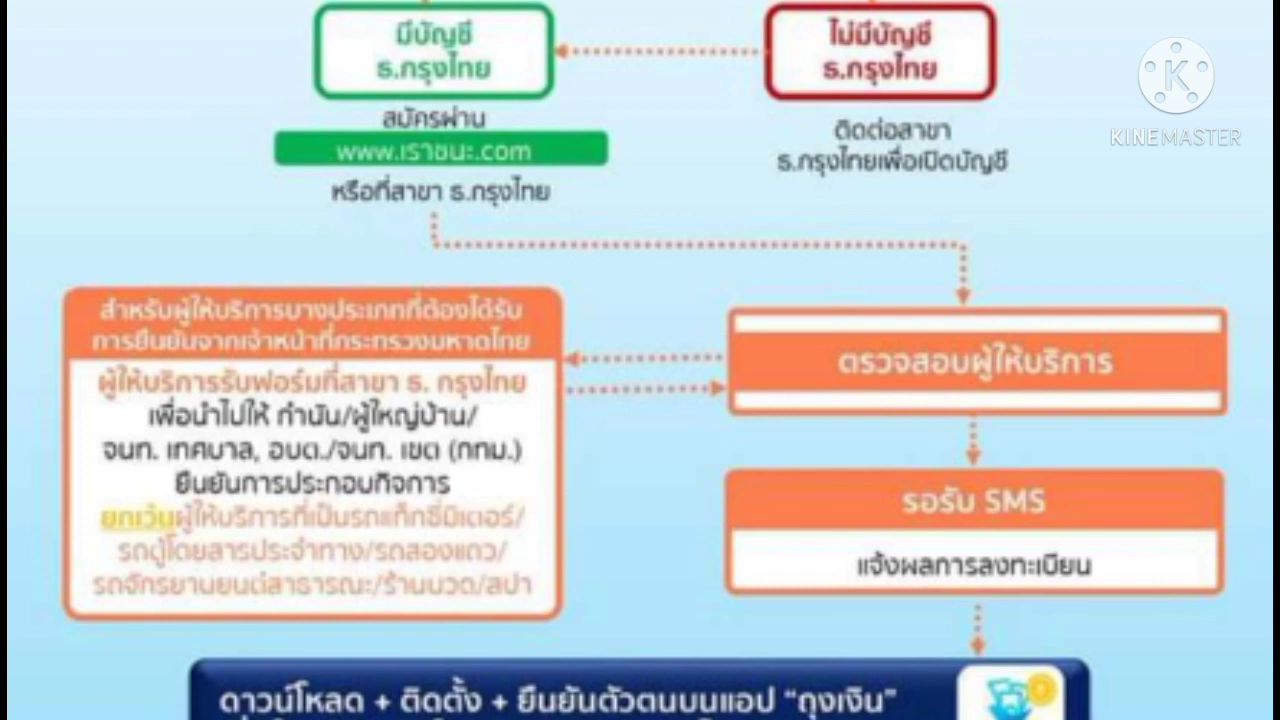 มีบัญชี
ธ.กรุงไทย
ไม่มีบัญชี
ธ.กรุงไทย
KINEMASTER
สมัครผ่าน
www.เราชนะ.com
หรือที่สาขา ธ.กรุงไทย
ติดต่อสาขา
ธ.กรุงไทยเพื่อเปิดบัญชี
สำหรับผู้ให้บริการบางประเภทที่ต้องได้รับ
การยืนยันจากเจ้าหน้าที่กระทรวงมหาดไทย
ผู้ให้บริการรับฟอร์มที่สาขา ธ. กรุงไทย
เพื่อนำไปให้ กำนัน/ผู้ใหญ่บ้าน/
จนท. เทศบาล, อบต./จนท. เขต (กทม.)
ยืนยันการประกอบกิจการ
ยกเว้นผู้ให้บริการที่เป็นรถแท็กซี่มิเตอร์/
รถตู้โดยสารประจำทาง/รถสองแถว/
รถจักรยานยนต์สาธารณะ/ร้านนวด/สปา
ตรวจสอบผู้ให้บริการ
รอรับ SMS
แจ้งผลการลงทะเบียน
ดาวน์โหลด + ติดตั้ง + ยืนยันตัวตนบนแอป “ถุงเงิน”